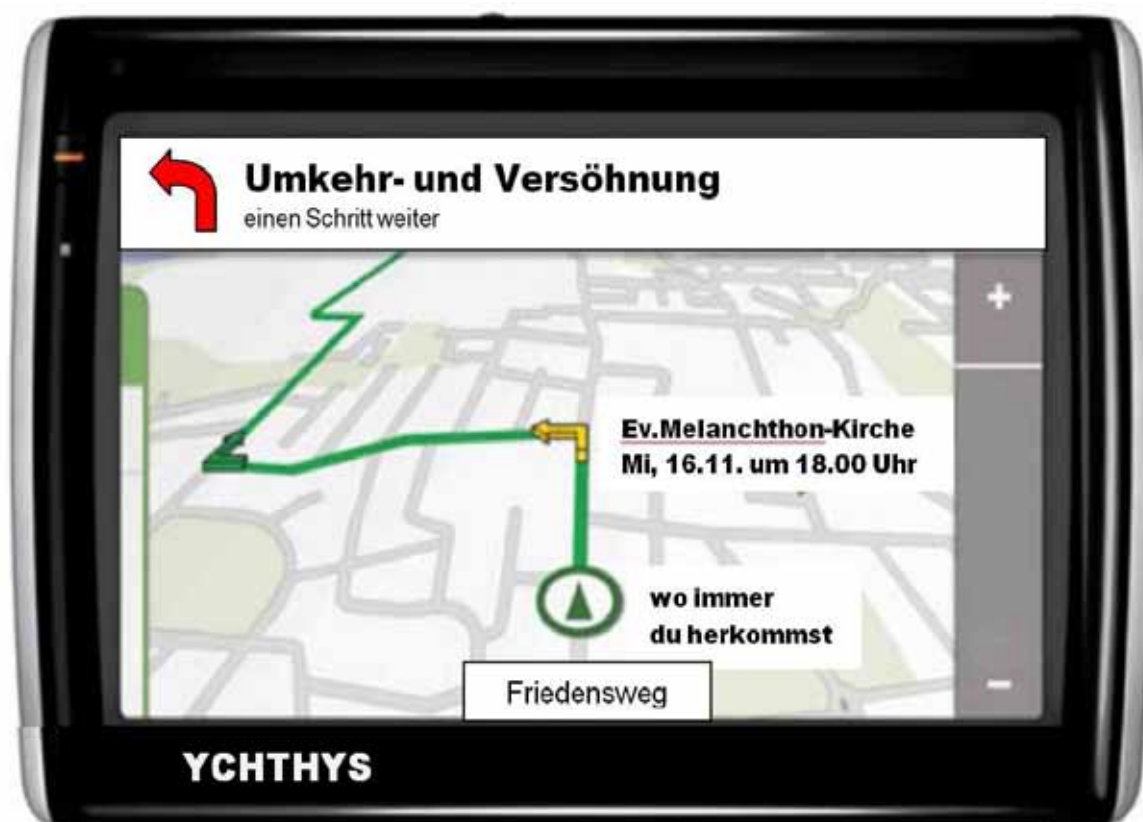 Umkehr- und Versöhnung
einen Schritt weiter
+
Ev.Melanchthon-Kirche
Mi, 16.11. um 18.00 Uhr
wo immer
du herkommst
Friedensweg
–
YCHTHYS